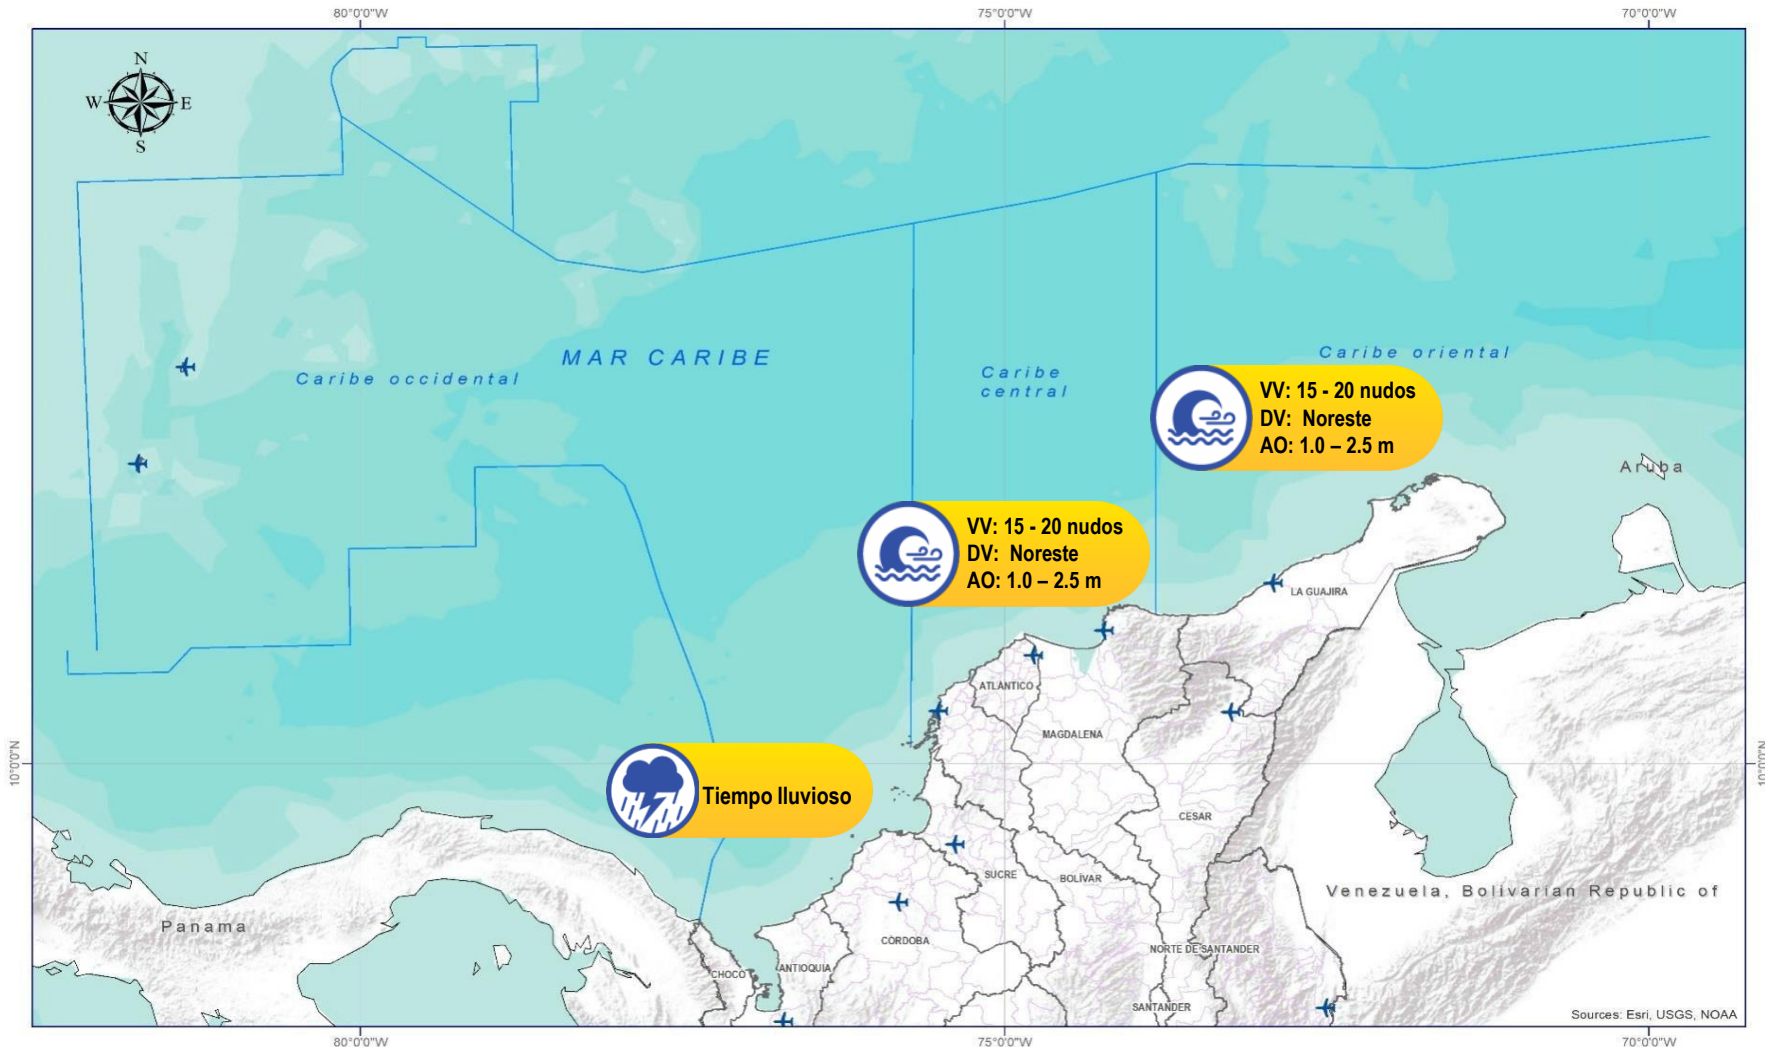 80°0'0"W
75°0'0"W
70°0'0"W
N
W
E
S
MAR CARIBE
Caribe occidental
Caribe
central
Caribe oriental
VV: 15 - 20 nudos
DV: Noreste
AO: 1.0 – 2.5 m
Aruba
VV: 15 - 20 nudos
DV: Noreste
AO: 1.0 – 2.5 m
LA GUAJIRA
ATLANTICO
MAGDALENA
10°0'0"N
10°0'0"N
Tiempo lluvioso
CESAR
SUCRE
BOLÍVAR
Venezuela, Bolivarian Republic of
Panama
CÓRDOBA
NORTE DE SANTANDER
CHOCO
ANTIOQUIA
SANTANDER
Sources: Esri, USGS, NOAA
80°0'0"W
75°0'0"W
70°0'0"W